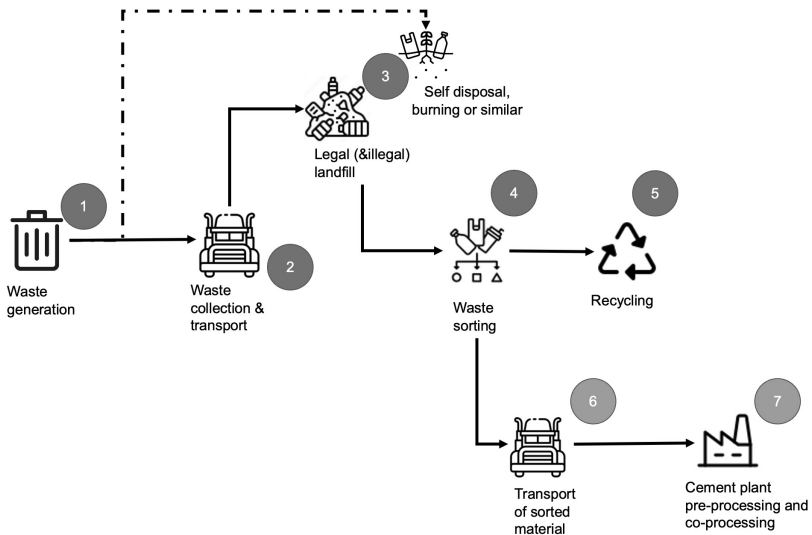 3
Self disposal,
burning or similar
Legal (&illegal)
landfill
1
4
5
2
Waste
generation
Waste
collection &
transport
Waste
sorting
Recycling
6
7
Transport
of sorted
material
Cement plant
pre-processing and
co-processing